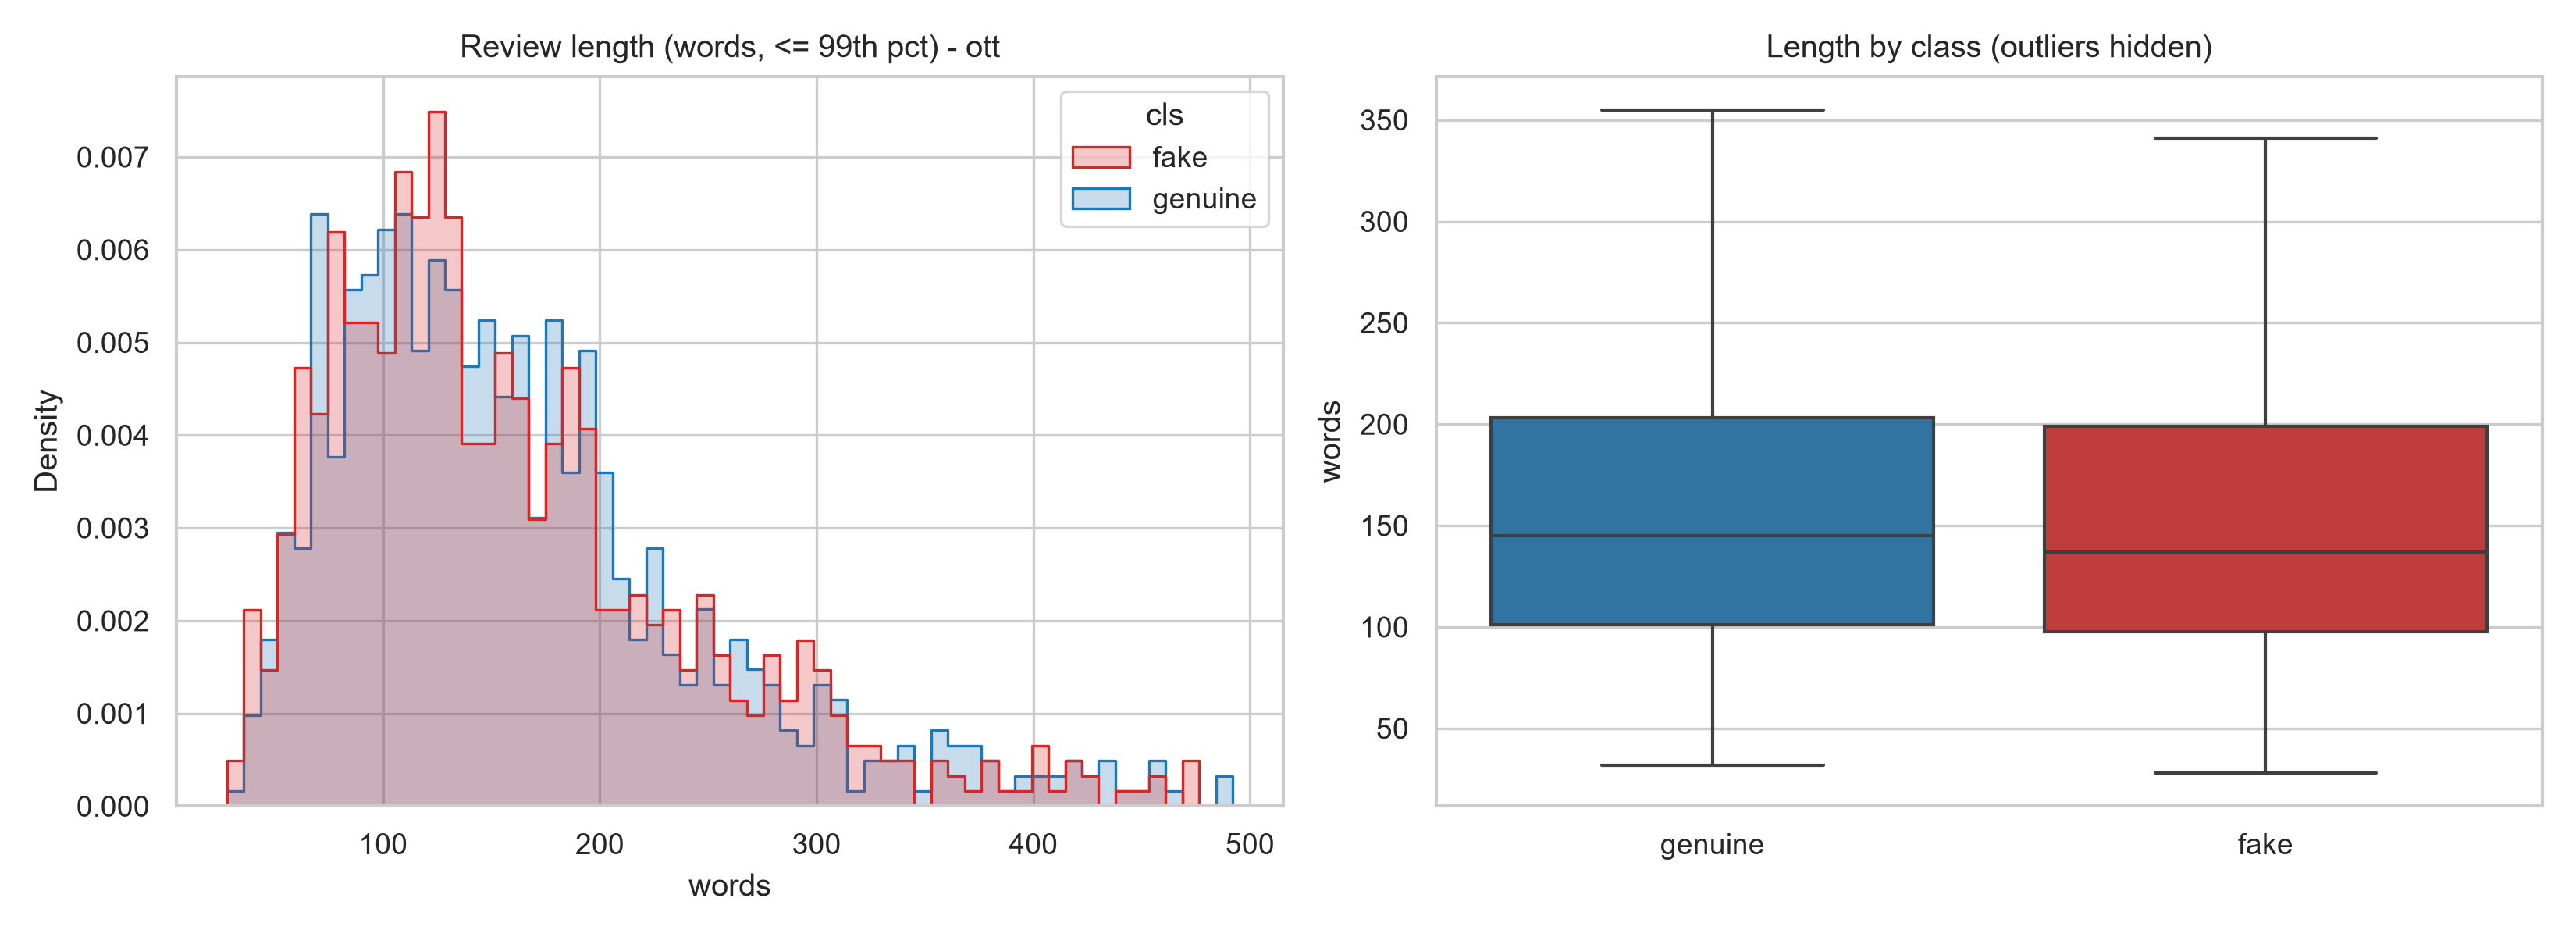 Review length (words, <= 99th pct) - ott
cls
fake
genuine
0.007
0.006
0.005
0.004
0.003
0.002
0.001
0.000
Density
100 200 300 400 500
words
Length by class (outliers hidden)
350
300
250
200
150
100
50
words
genuine fake